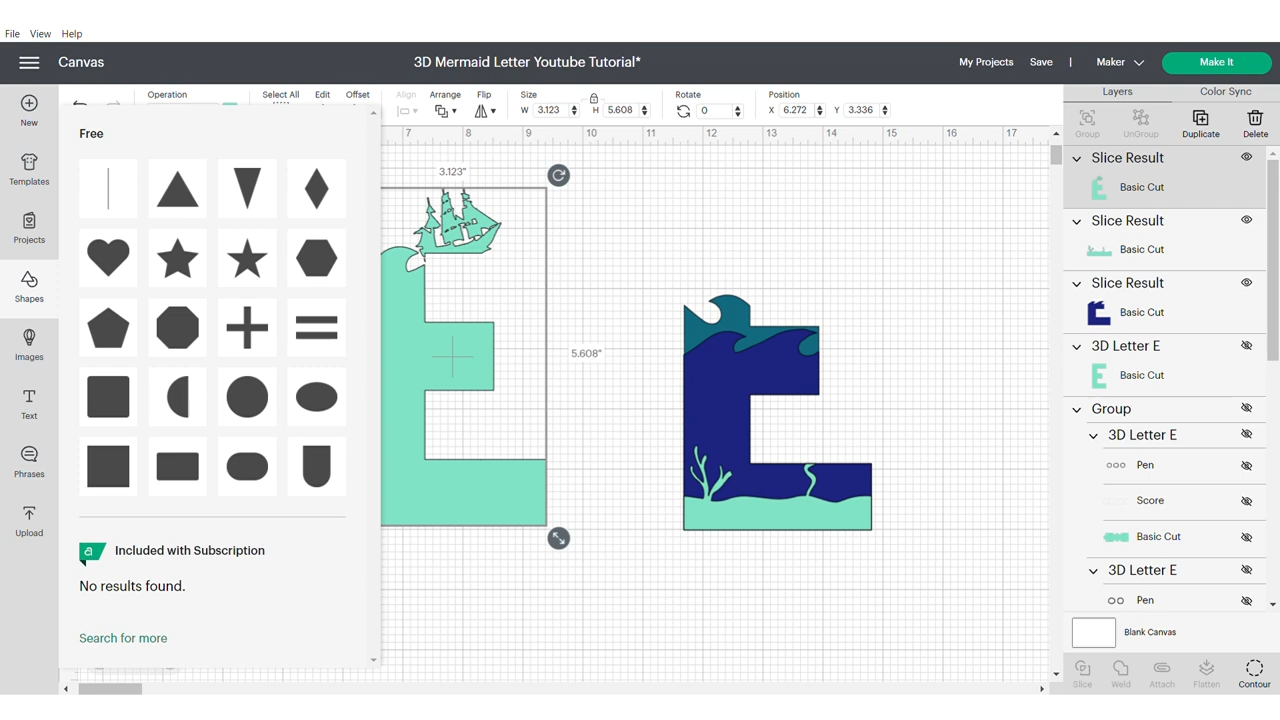 File View Help
Canvas
3D Mermaid Letter Youtube Tutorial*
My Projects Save | Maker Make It
New
Templates
Projects
Shapes
Images
Text
Phrases
Upload
Operation
Select All Edit Offset Align Arrange Flip Size Rotate Position
W 3.123 H 5.608 0 X 6.272 Y 3.336
Free
a Included with Subscription
No results found.
Search for more
7 8 9 10 11 12 13 14 15 16 17
3.123"
5.608"
Layers Color Sync
Group UnGroup Duplicate Delete
Slice Result
Basic Cut
Slice Result
Basic Cut
Slice Result
Basic Cut
3D Letter E
Basic Cut
Group
3D Letter E
Pen
Score
Basic Cut
3D Letter E
Pen
Blank Canvas
Slice Weld Attach Flatten Contour